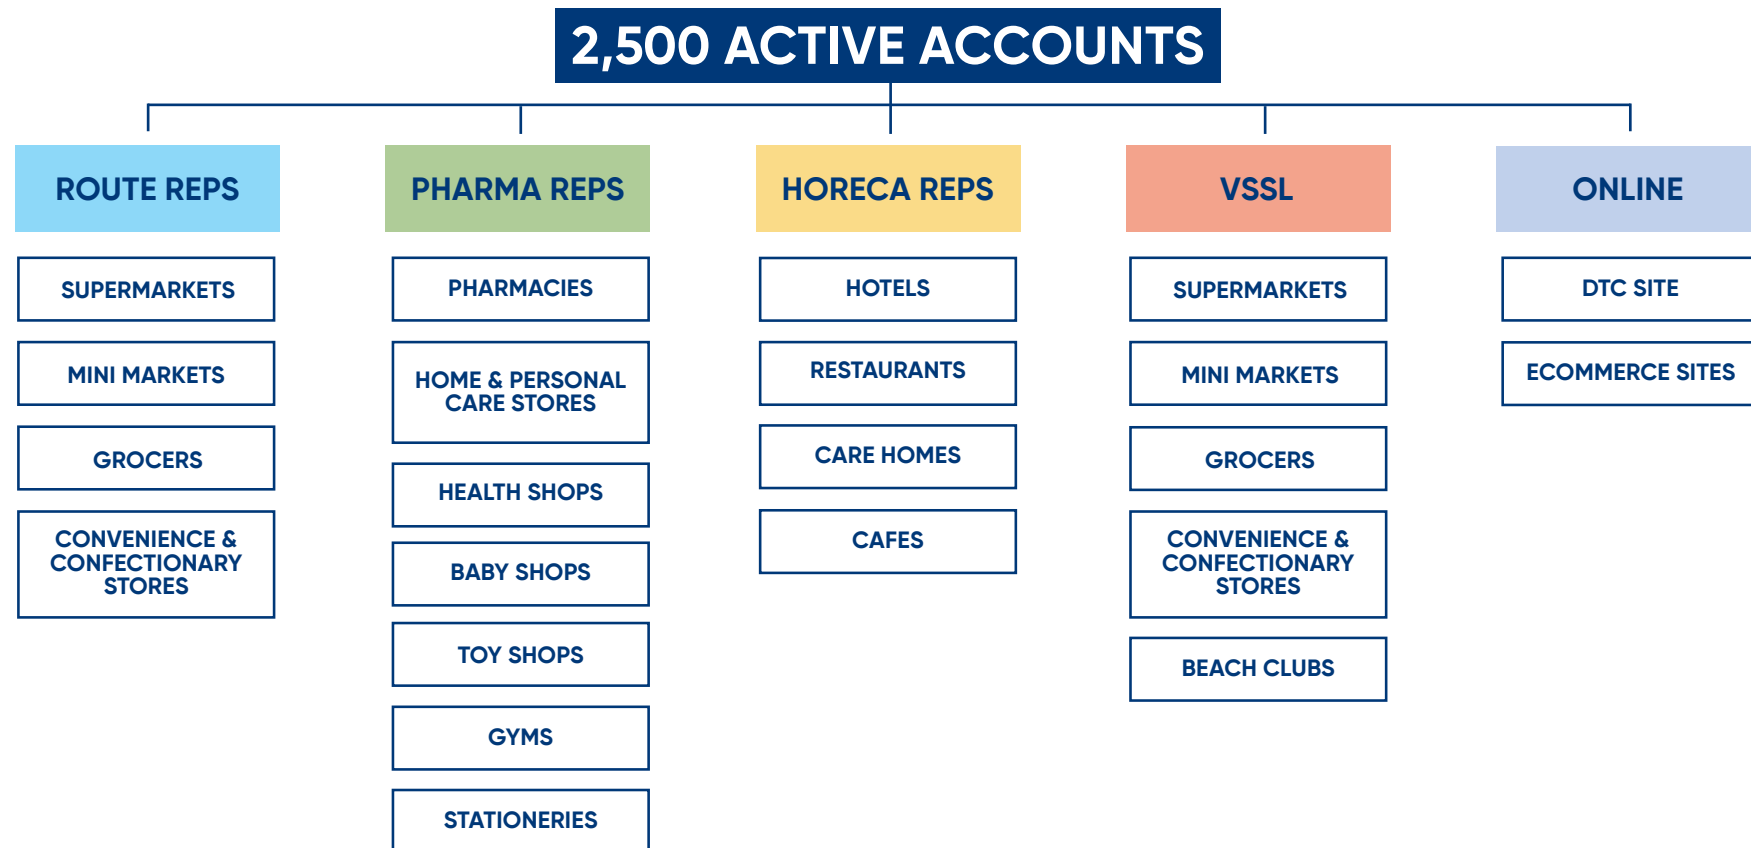 2,500 ACTIVE ACCOUNTS
ROUTE REPS
SUPERMARKETS
MINI MARKETS
GROCERS
CONVENIENCE &
CONFECTIONARY
STORES
PHARMA REPS
PHARMACIES
HOME & PERSONAL
CARE STORES
HEALTH SHOPS
BABY SHOPS
TOY SHOPS
GYMS
STATIONERIES
HORECA REPS
HOTELS
RESTAURANTS
CARE HOMES
CAFES
VSSL
SUPERMARKETS
MINI MARKETS
GROCERS
CONVENIENCE &
CONFECTIONARY
STORES
BEACH CLUBS
ONLINE
DTC SITE
ECOMMERCE SITES